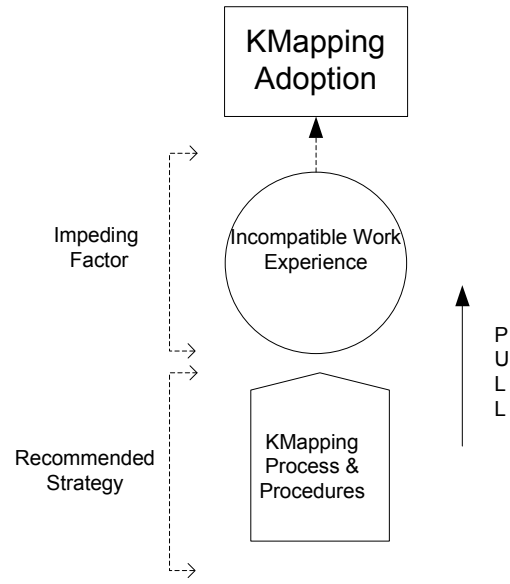 KMapping
Adoption
Impeding
Factor
Incompatible Work
Experience
P
U
L
L
Recommended
Strategy
KMapping
Process &
Procedures